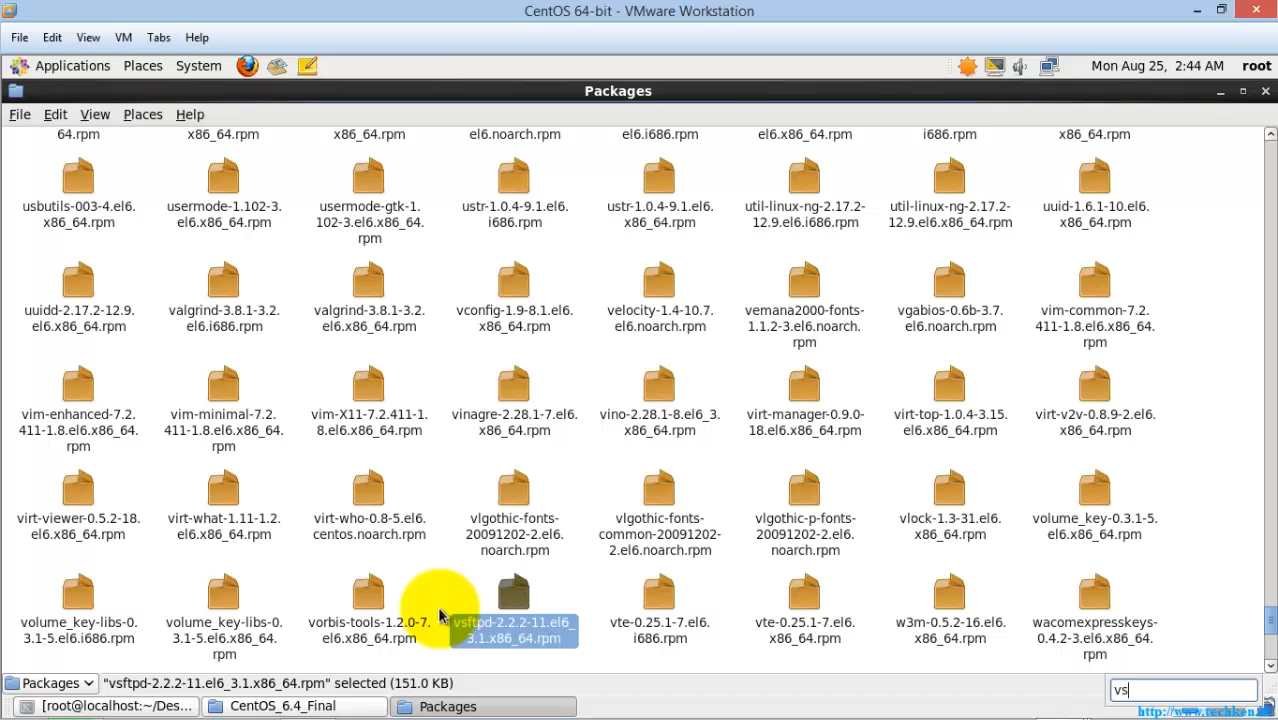 CentOS 64-bit - VMware Workstation
File Edit View VM Tabs Help
Applications Places System Mon Aug 25, 2:44 AM root
Packages
File Edit View Places Help
64.rpm x86_64.rpm x86_64.rpm el6.noarch.rpm el6.i686.rpm el6.x86_64.rpm i686.rpm x86_64.rpm
usbutils-003-4.el6. usermode-1.102-3. usermode-gtk-1. ustr-1.0.4-9.1.el6. ustr-1.0.4-9.1.el6. util-linux-ng-2.17.2- util-linux-ng-2.17.2- uuid-1.6.1-10.el6.
x86_64.rpm el6.x86_64.rpm 102-3.el6.x86_64. i686.rpm x86_64.rpm 12.9.el6.i686.rpm 12.9.el6.x86_64.rpm x86_64.rpm
rpm
uuidd-2.17.2-12.9. valgrind-3.8.1-3.2. valgrind-3.8.1-3.2. vconfig-1.9-8.1.el6. velocity-1.4-10.7. vemana2000-fonts- vgabios-0.6b-3.7. vim-common-7.2.
el6.x86_64.rpm el6.i686.rpm el6.x86_64.rpm x86_64.rpm el6.noarch.rpm 1.1.2-3.el6.noarch. el6.noarch.rpm 411-1.8.el6.x86_64.
rpm rpm
vim-enhanced-7.2. vim-minimal-7.2. vim-X11-7.2.411-1. vinagre-2.28.1-7.el6. vino-2.28.1-8.el6_3. virt-manager-0.9.0- virt-top-1.0.4-3.15. virt-v2v-0.8.9-2.el6.
411-1.8.el6.x86_64. 411-1.8.el6.x86_64. 8.el6.x86_64.rpm x86_64.rpm x86_64.rpm 18.el6.x86_64.rpm el6.x86_64.rpm x86_64.rpm
rpm rpm
virt-viewer-0.5.2-18. virt-what-1.11-1.2. virt-who-0.8-5.el6. vlgothic-fonts- vlgothic-fonts- vlgothic-p-fonts- vlock-1.3-31.el6. volume_key-0.3.1-5.
el6.x86_64.rpm el6.x86_64.rpm centos.noarch.rpm 20091202-2.el6. common-20091202- 20091202-2.el6. x86_64.rpm el6.x86_64.rpm
noarch.rpm 2.el6.noarch.rpm noarch.rpm
volume_key-libs-0. volume_key-libs-0. vorbis-tools-1.2.0-7. vsftpd-2.2.2-11.el6_ vte-0.25.1-7.el6. vte-0.25.1-7.el6. w3m-0.5.2-16.el6. wacomexpresskeys-
3.1-5.el6.i686.rpm 3.1-5.el6.x86_64. el6.x86_64.rpm 3.1.x86_64.rpm i686.rpm x86_64.rpm x86_64.rpm 0.4.2-3.el6.x86_64.
rpm rpm
Packages "vsftpd-2.2.2-11.el6_3.1.x86_64.rpm" selected (151.0 KB) vs
[root@localhost:~/Des... CentOS_6.4_Final Packages